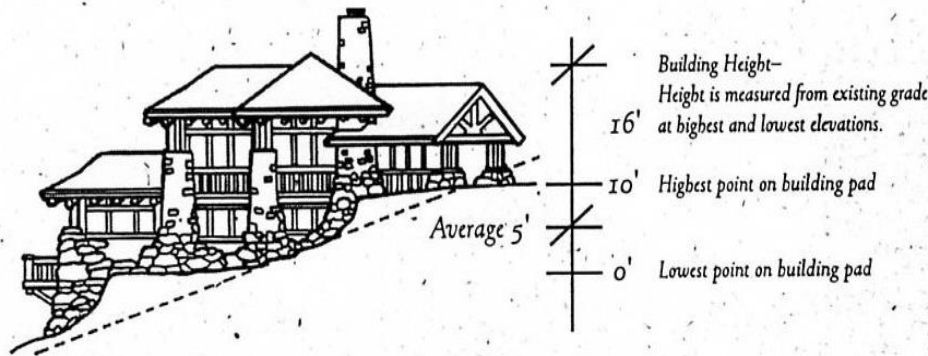 Building Height–
Height is measured from existing grade
at highest and lowest elevations.
16'
10' Highest point on building pad
Average 5'
0' Lowest point on building pad